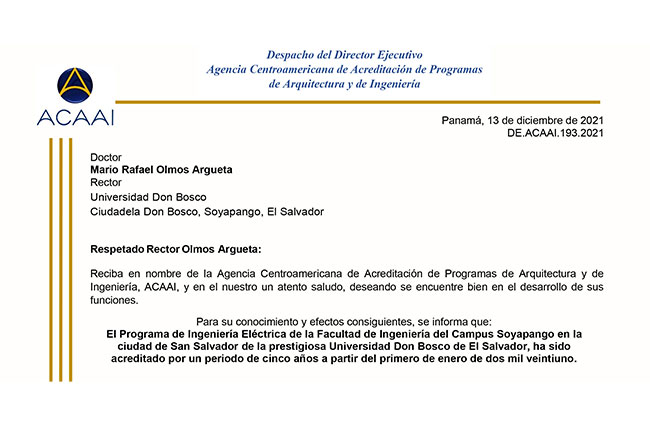 Despacho del Director Ejecutivo
Agencia Centroamericana de Acreditación de Programas
de Arquitectura y de Ingeniería
ACAAI
Panamá, 13 de diciembre de 2021
DE.ACAAI.193.2021
Doctor
Mario Rafael Olmos Argueta
Rector
Universidad Don Bosco
Ciudadela Don Bosco, Soyapango, El Salvador
Respetado Rector Olmos Argueta:
Reciba en nombre de la Agencia Centroamericana de Acreditación de Programas de Arquitectura y de
Ingeniería, ACAAI, y en el nuestro un atento saludo, deseando se encuentre bien en el desarrollo de sus
funciones.
Para su conocimiento y efectos consiguientes, se informa que:
El Programa de Ingeniería Eléctrica de la Facultad de Ingeniería del Campus Soyapango en la
ciudad de San Salvador de la prestigiosa Universidad Don Bosco de El Salvador, ha sido
acreditado por un periodo de cinco años a partir del primero de enero de dos mil veintiuno.